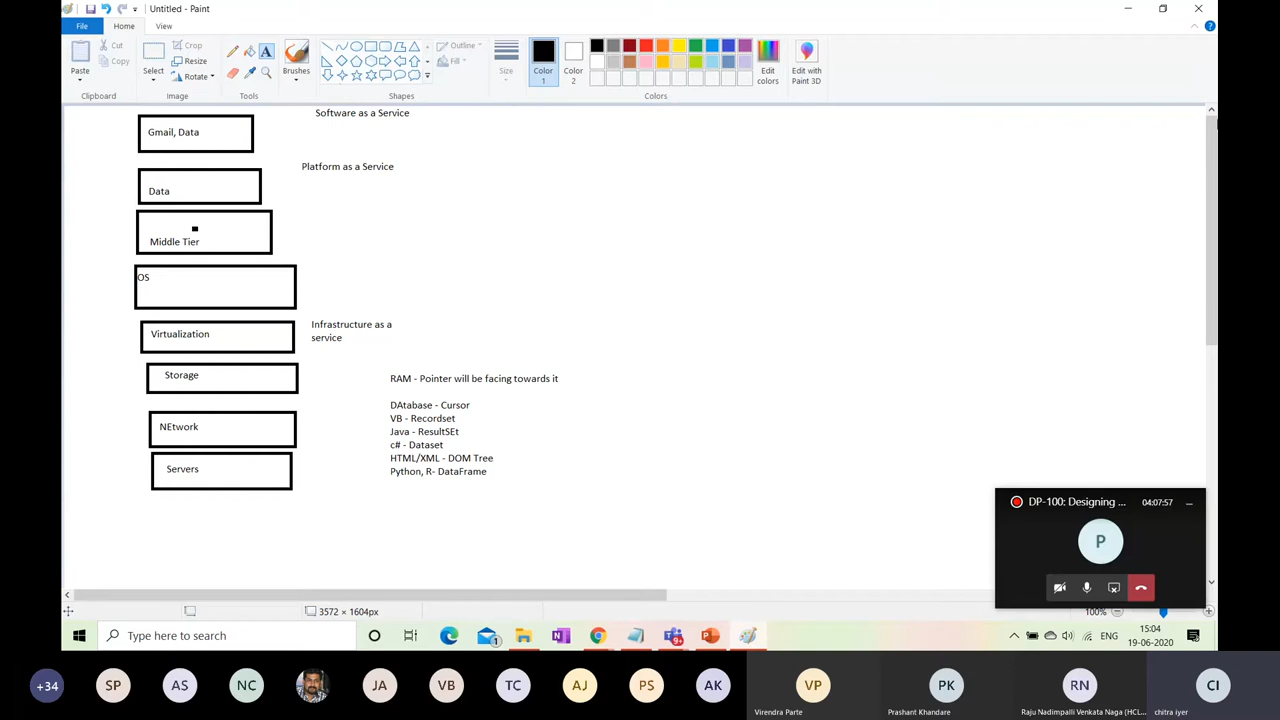 Untitled - Paint
File
Home
View
Paste
Cut
Copy
Clipboard
Select
Crop
Resize
Rotate
Image
Tools
Brushes
Shapes
Outline
Fill
Size
Color 1
Color 2
Colors
Edit colors
Edit with Paint 3D
Software as a Service
Gmail, Data
Platform as a Service
Data
Middle Tier
OS
Virtualization
Infrastructure as a
service
Storage
RAM - Pointer will be facing towards it
DAtabase - Cursor
VB - Recordset
NEtwork
Java - ResultSEt
c# - Dataset
HTML/XML - DOM Tree
Servers
Python, R- DataFrame
DP-100: Designing ...
04:07:57
P
3572 × 1604px
100%
Type here to search
1
9+
ENG
15:04
19-06-2020
+34
SP
AS
NC
JA
VB
TC
AJ
PS
AK
VP
Virendra Parte
PK
Prashant Khandare
RN
Raju Nadimpalli Venkata Naga (HCL...
CI
chitra iyer